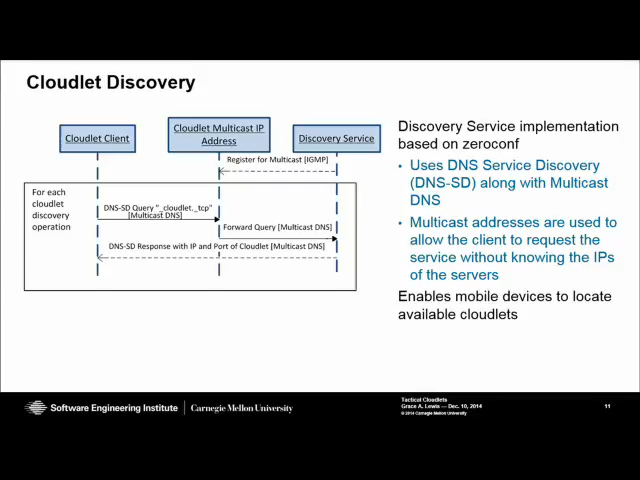 Cloudlet Discovery
Cloudlet Client
Cloudlet Multicast IP
Address
Discovery Service
Register for Multicast [IGMP]
For each
cloudlet
discovery
operation
DNS-SD Query "_cloudlet._tcp"
[Multicast DNS]
Forward Query [Multicast DNS]
DNS-SD Response with IP and Port of Cloudlet [Multicast DNS]
Discovery Service implementation
based on zeroconf
• Uses DNS Service Discovery
(DNS-SD) along with Multicast
DNS
• Multicast addresses are used to
allow the client to request the
service without knowing the IPs
of the servers
Enables mobile devices to locate
available cloudlets
Software Engineering Institute
Carnegie Mellon University
Tactical Cloudlets
Grace A. Lewis — Dec. 10, 2014
© 2014 Carnegie Mellon University
11